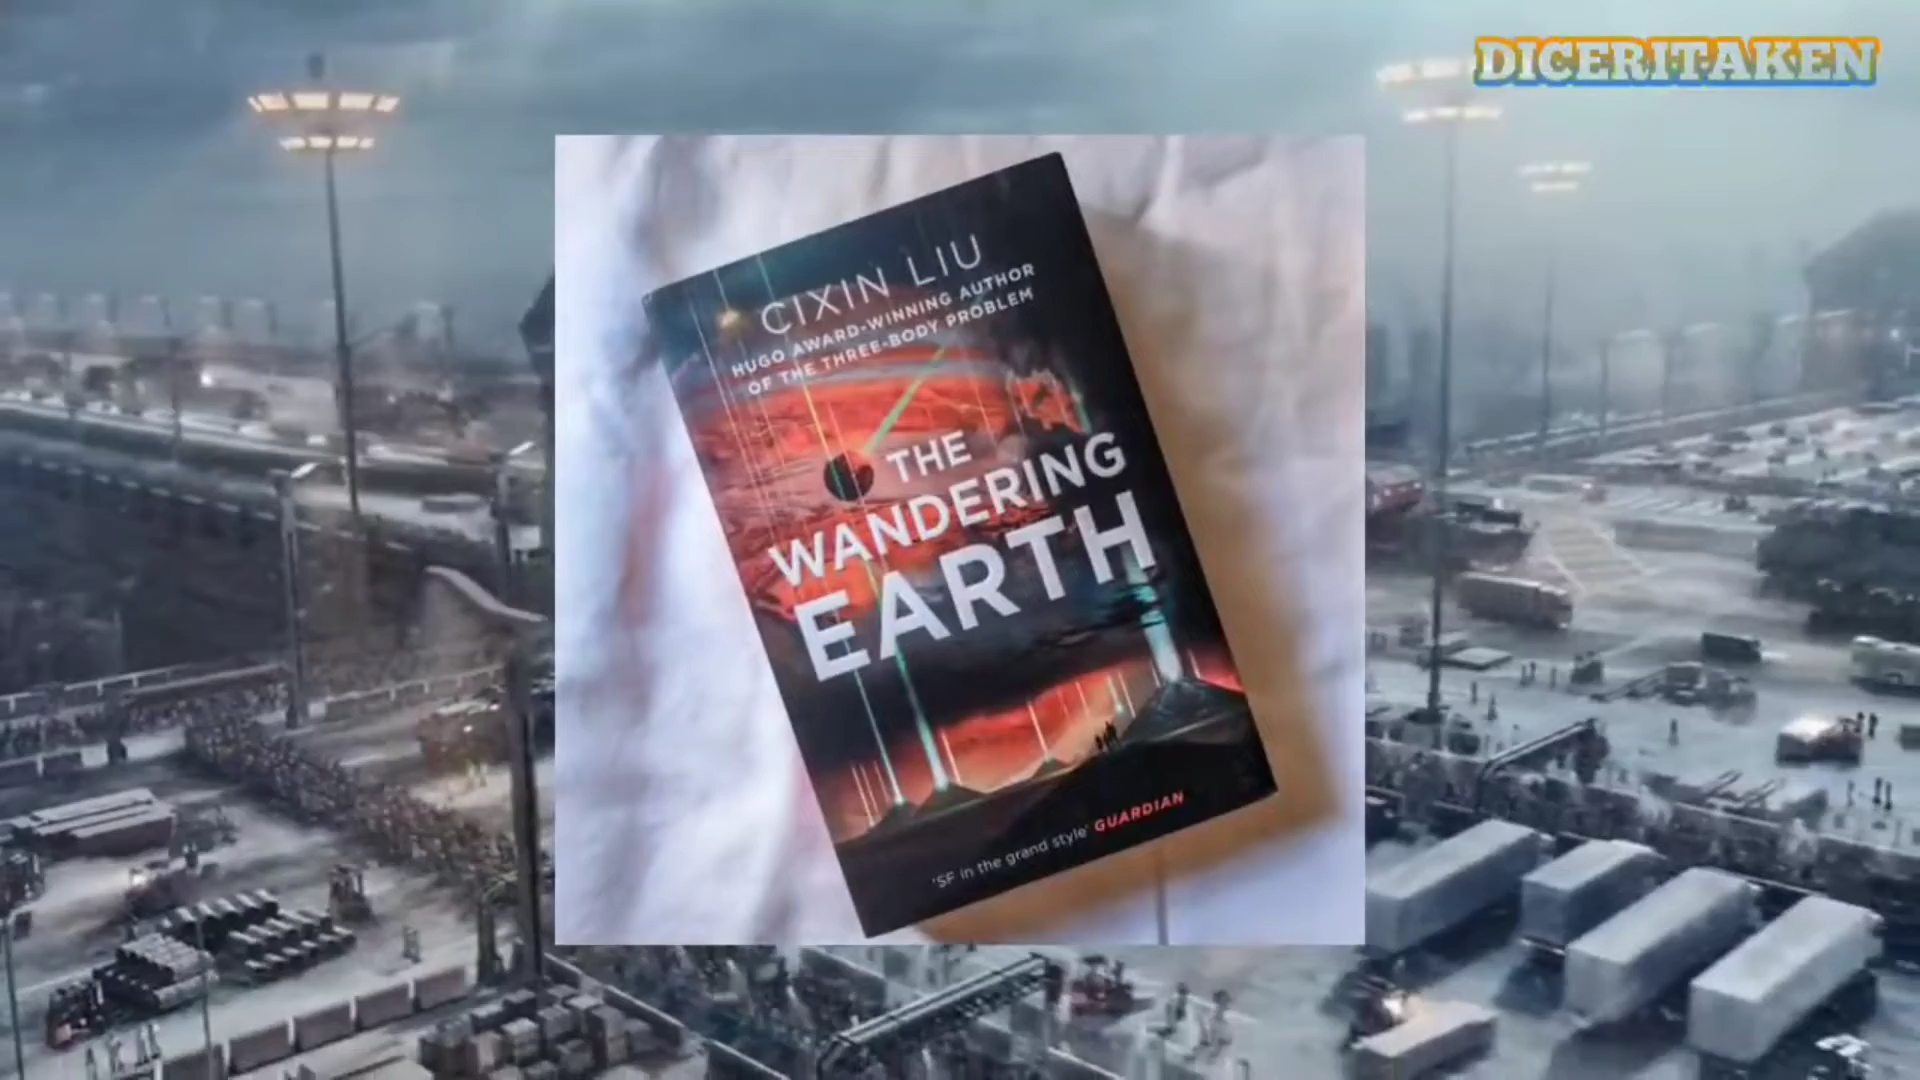 DICERITAKEN
CIXIN LIU
HUGO AWARD-WINNING AUTHOR
OF THE THREE-BODY PROBLEM
THE
WANDERING
EARTH
'SF in the grand style' GUARDIAN